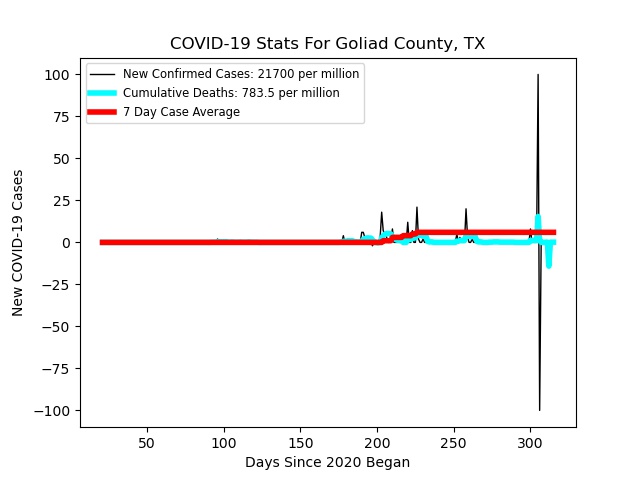 COVID-19 Stats For Goliad County, TX
New Confirmed Cases: 21700 per million
Cumulative Deaths: 783.5 per million
7 Day Case Average
New COVID-19 Cases
100
75
50
25
0
−25
−50
−75
−100
50 100 150 200 250 300
Days Since 2020 Began